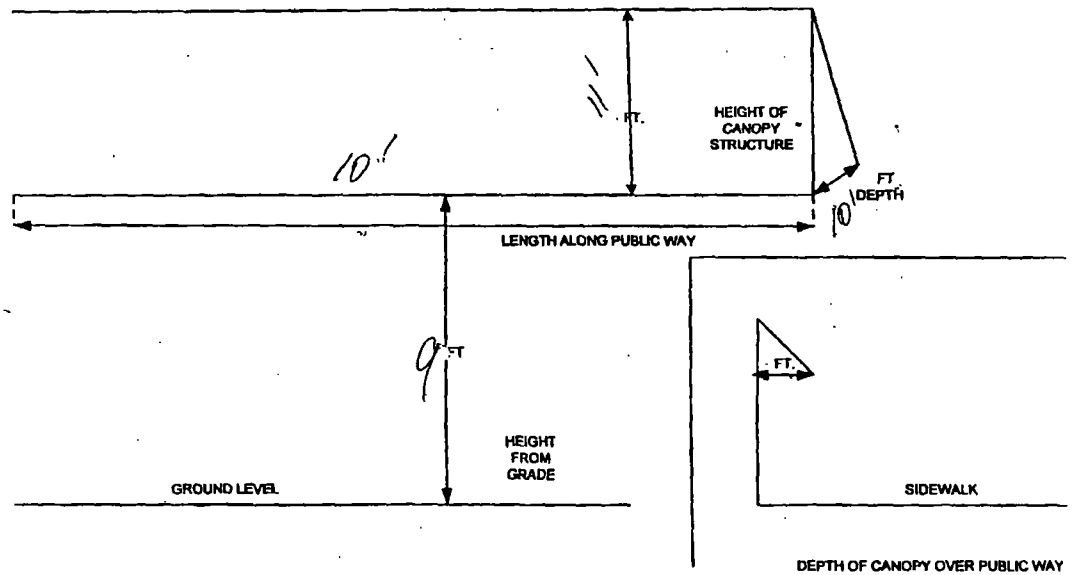 11'
FT.
HEIGHT OF
CANOPY
STRUCTURE
10'
FT.
DEPTH
10'
LENGTH ALONG PUBLIC WAY
9' FT
FT.
HEIGHT
FROM
GRADE
GROUND LEVEL
SIDEWALK
DEPTH OF CANOPY OVER PUBLIC WAY